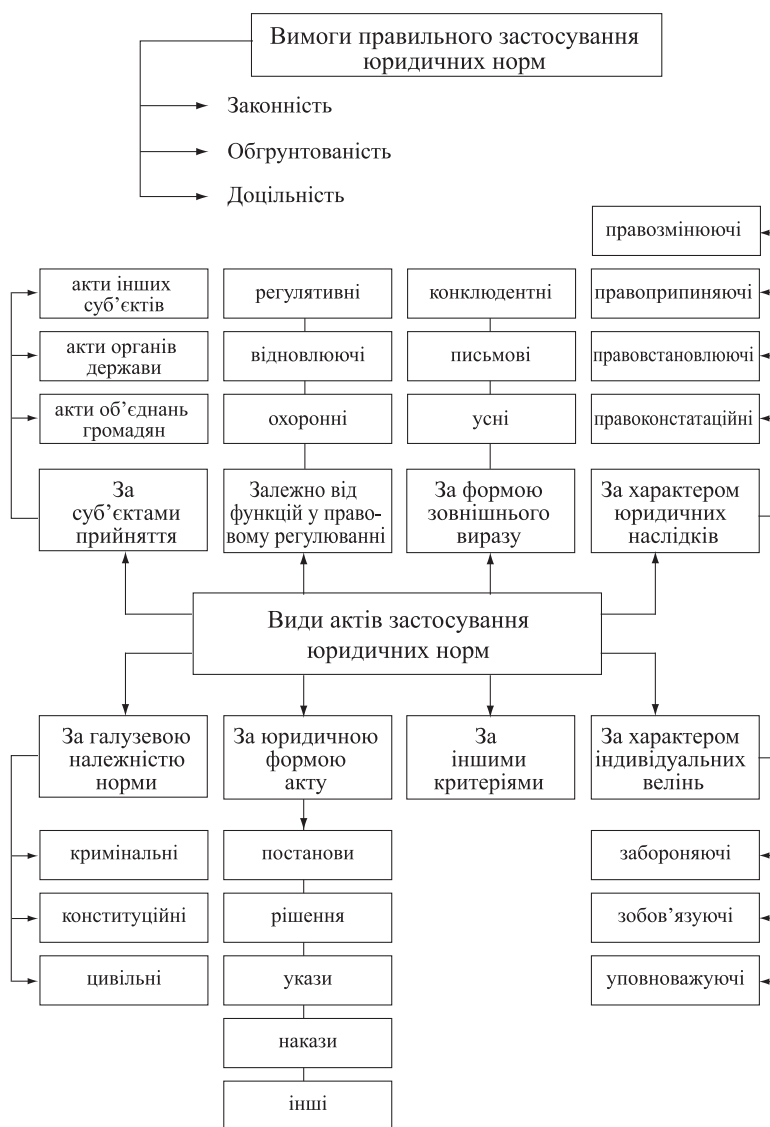 Вимоги правильного застосування
юридичних норм
Законність
Обгрунтованість
Доцільність
правозмінюючі
акти інших
суб’єктів
регулятивні
конклюдентні
правоприпиняючі
акти органів
держави
відновлюючі
письмові
правовстановлюючі
акти об’єднань
громадян
охоронні
усні
правоконстатаційні
За
суб’єктами
прийняття
Залежно від
функцій у право-
вому регулюванні
За формою
зовнішнього
виразу
За характером
юридичних
наслідків
Види актів застосування
юридичних норм
За галузевою
належністю
норми
За юридичною
формою
акту
За
іншими
критеріями
За характером
індивідуальних
велінь
кримінальні
постанови
забороняючі
конституційні
рішення
зобов’язуючі
цивільні
укази
уповноважуючі
накази
інші